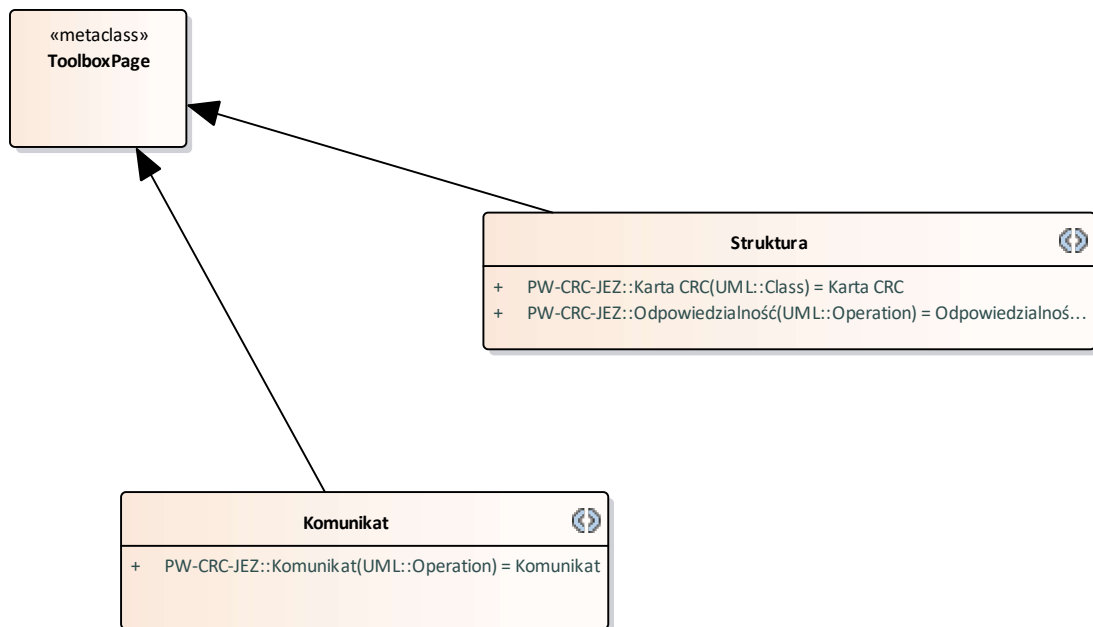 «metaclass»
ToolboxPage
Struktura
+ PW-CRC-JEZ::Karta CRC(UML::Class) = Karta CRC
+ PW-CRC-JEZ::Odpowiedzialność(UML::Operation) = Odpowiedzialnoś...
Komunikat
+ PW-CRC-JEZ::Komunikat(UML::Operation) = Komunikat